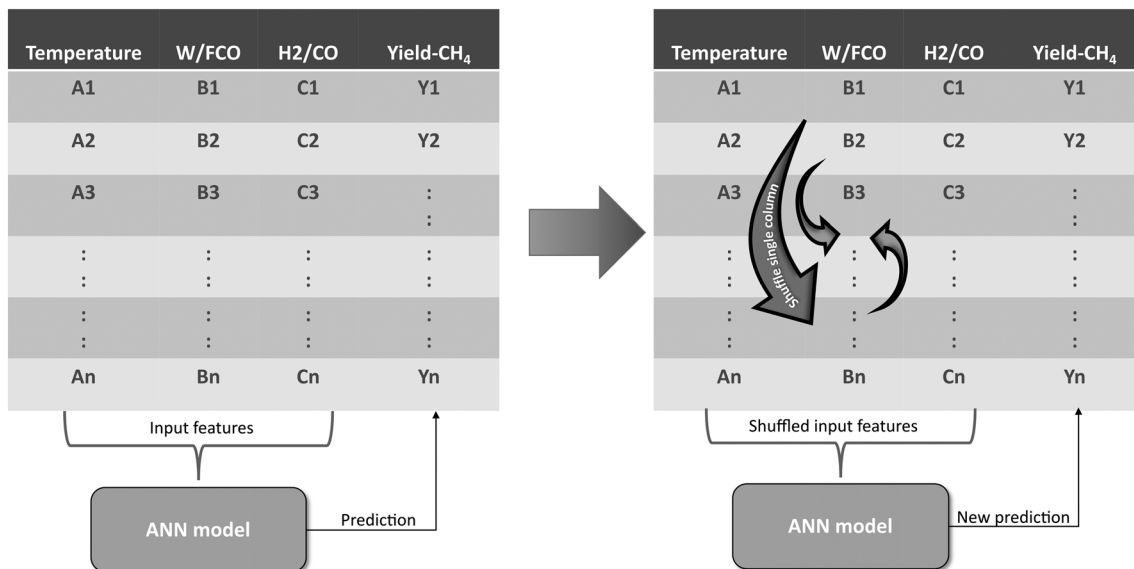 Temperature W/FCO H2/CO Yield-CH₄
A1 B1 C1 Y1
A2 B2 C2 Y2
A3 B3 C3 :
:
: : : :
: : : :
: : : :
: : : :
An Bn Cn Yn
Input features
ANN model
Prediction
Temperature W/FCO H2/CO Yield-CH₄
A1 B1 C1 Y1
A2 B2 C2 Y2
A3 B3 C3 :
:
: : : :
: : : :
: : : :
: : : :
An Bn Cn Yn
Shuffle single column
Shuffled input features
ANN model
New prediction